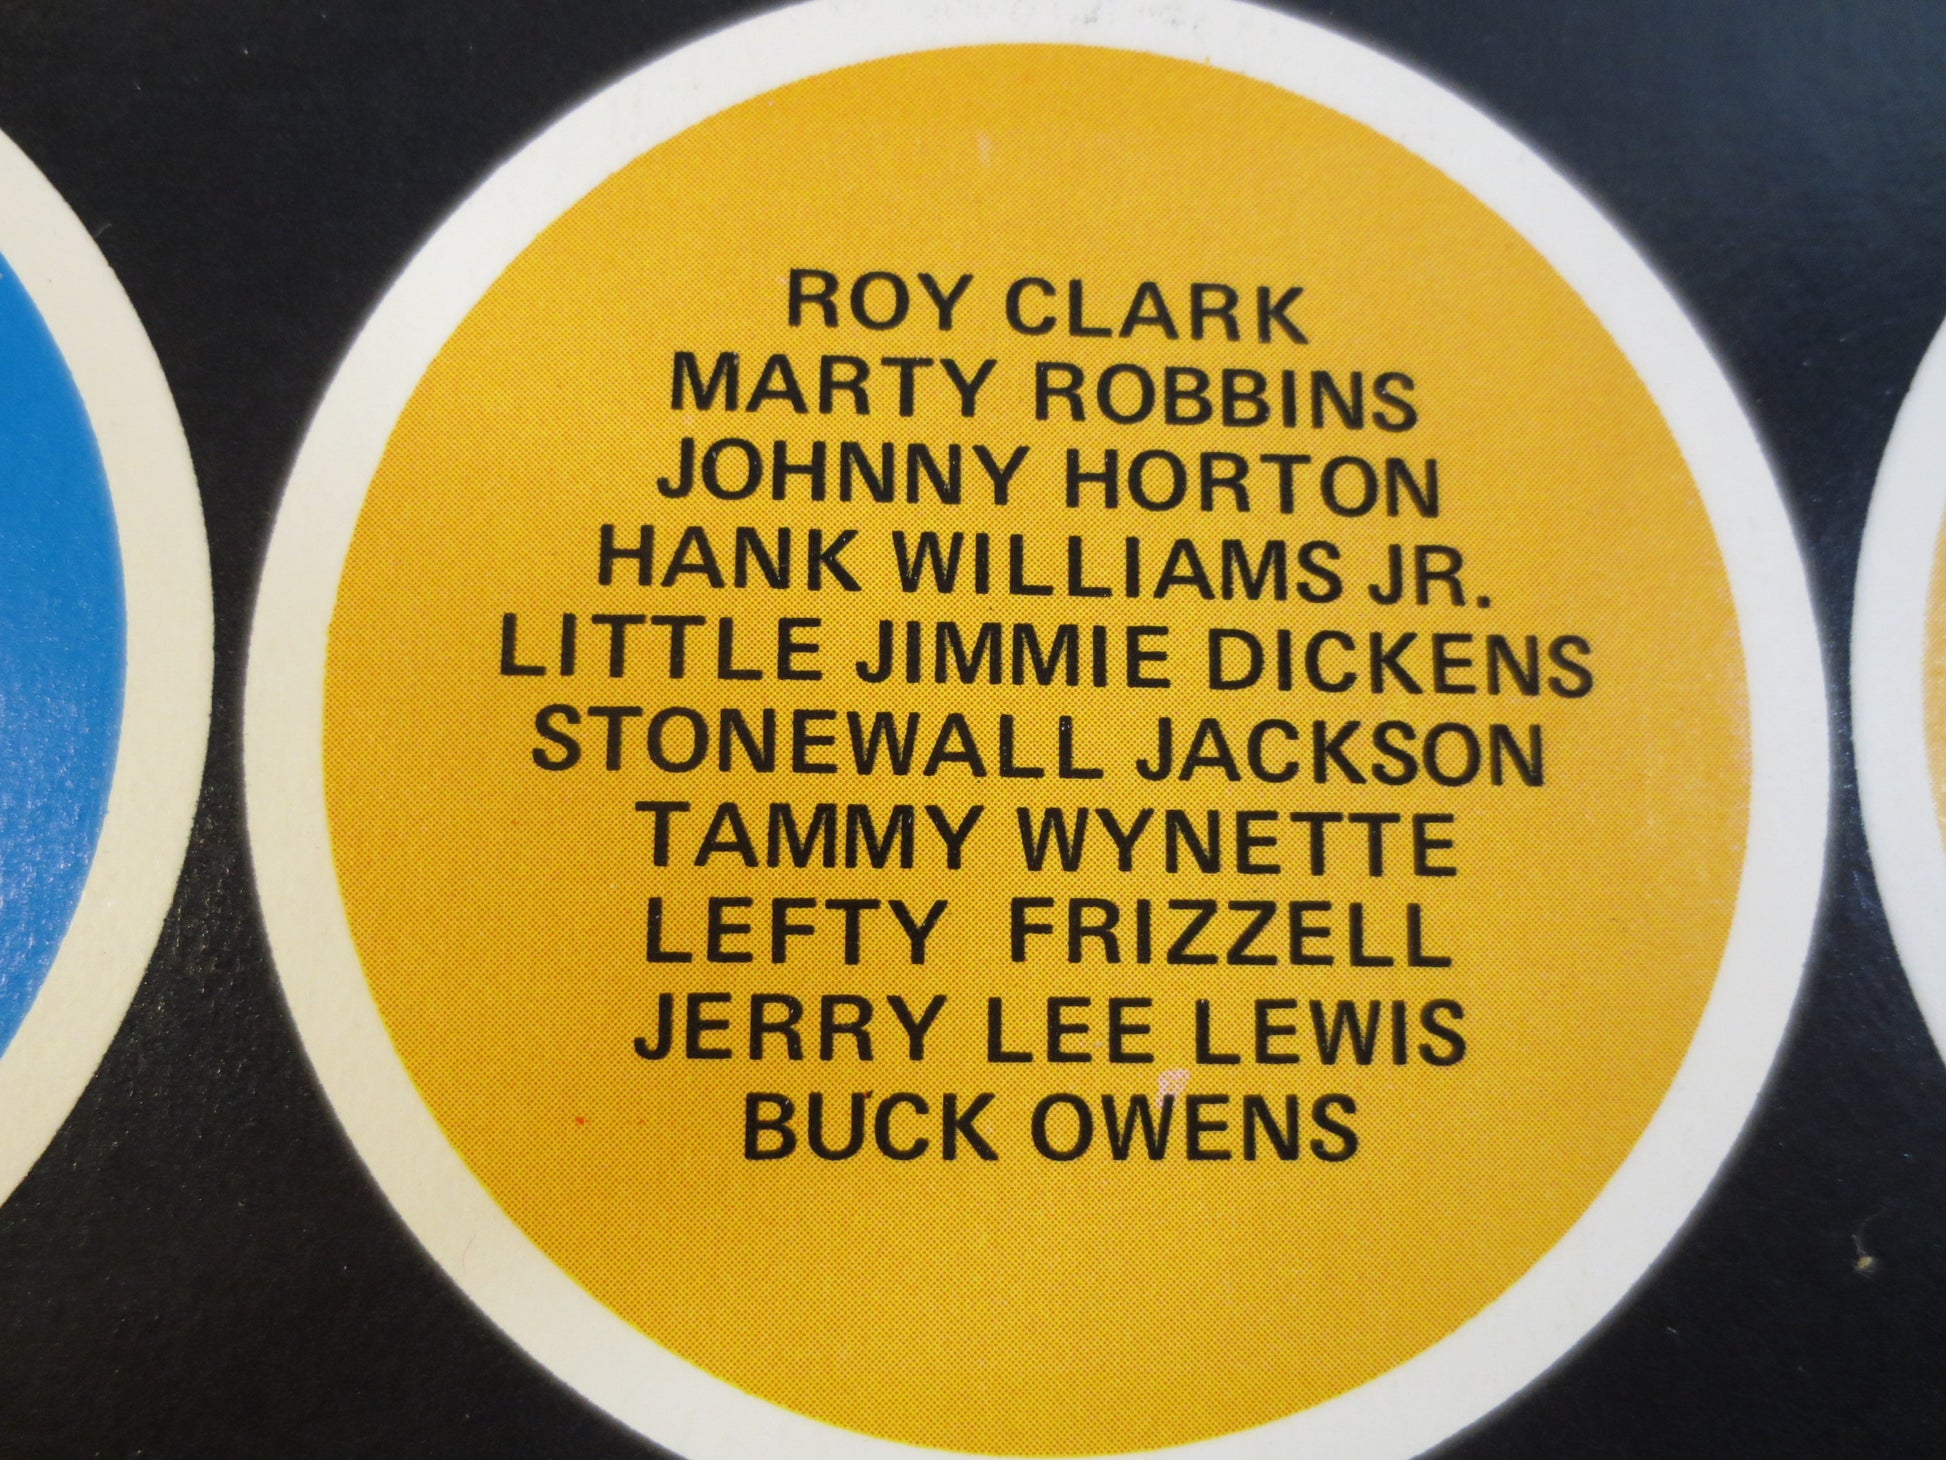 ROY CLARK
MARTY ROBBINS
JOHNNY HORTON
HANK WILLIAMS JR.
LITTLE JIMMIE DICKENS
STONEWALL JACKSON
TAMMY WYNETTE
LEFTY FRIZZELL
JERRY LEE LEWIS
BUCK OWENS